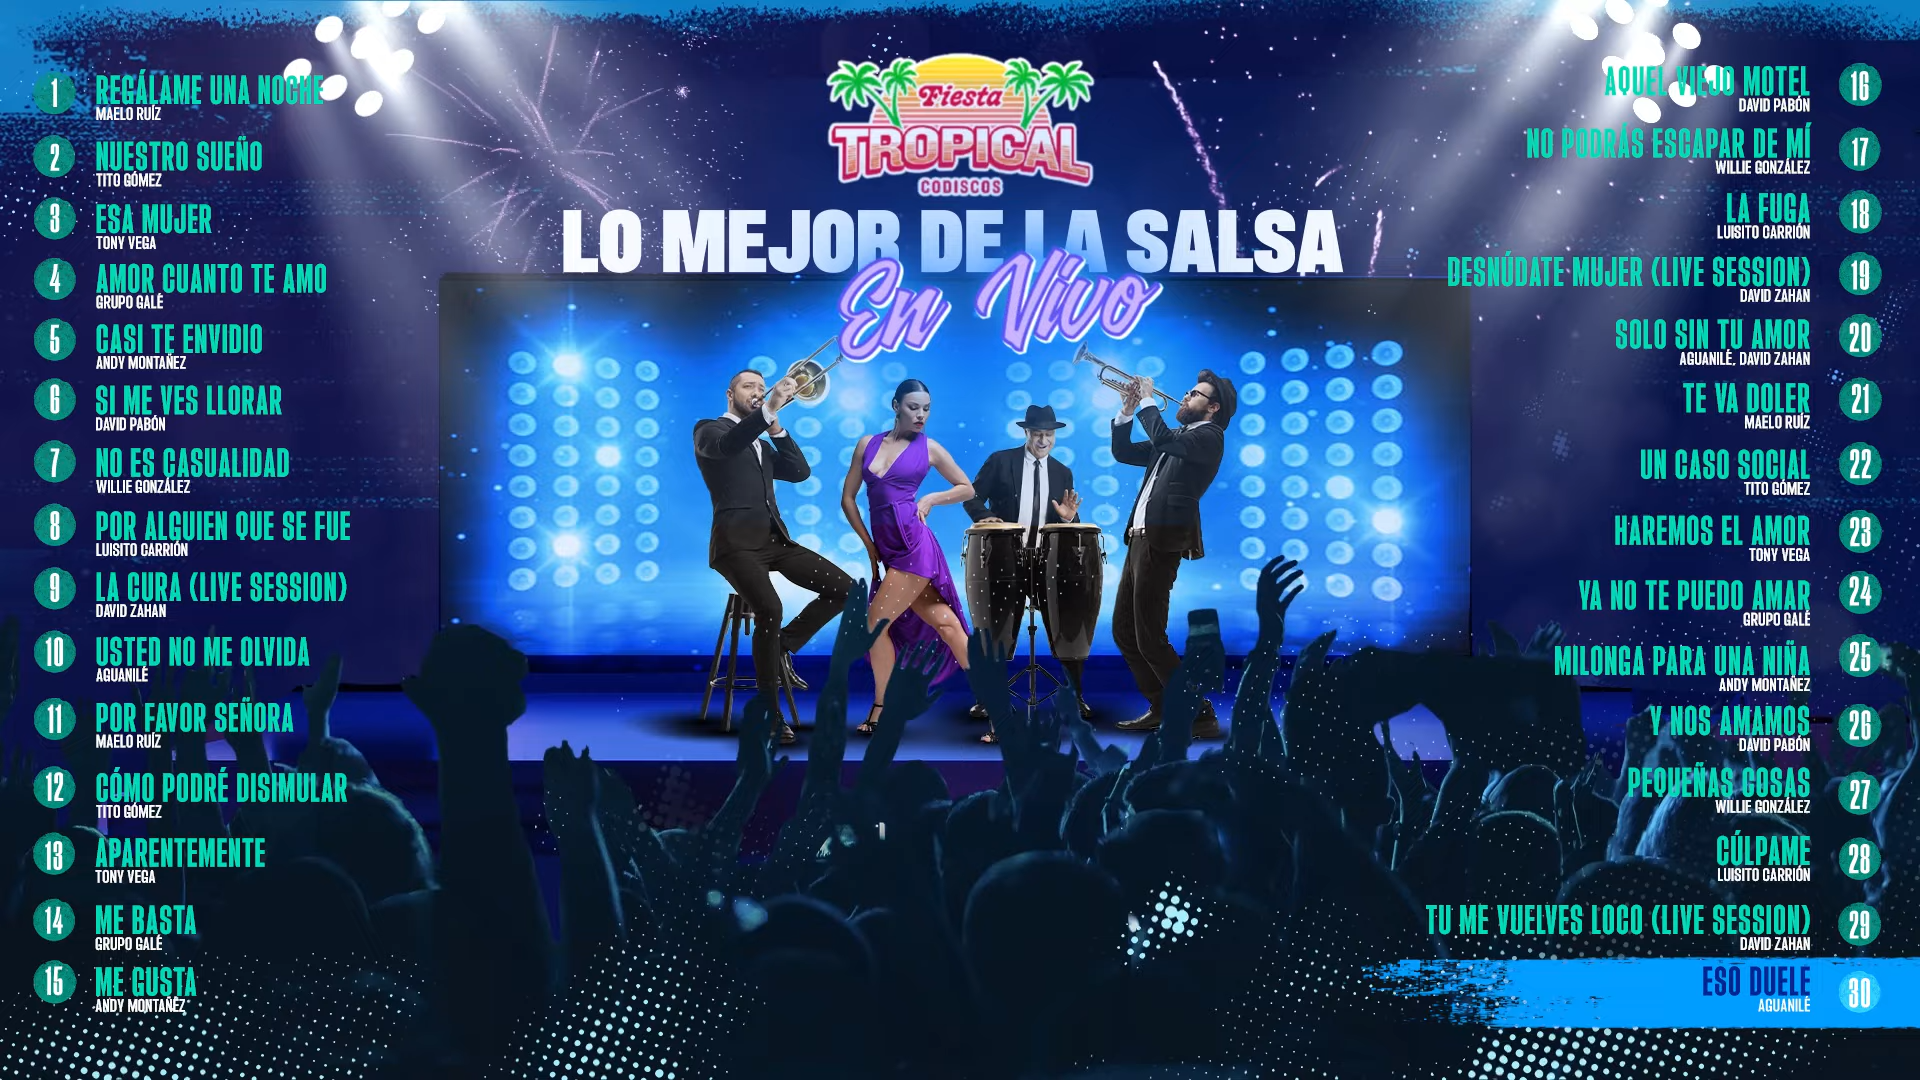 Fiesta
TROPICAL
CODISCOS
LO MEJOR DE LA SALSA
En Vivo
1 REGÁLAME UNA NOCHE
MAELO RUÍZ
2 NUESTRO SUEÑO
TITO GÓMEZ
3 ESA MUJER
TONY VEGA
4 AMOR CUANTO TE AMO
GRUPO GALÉ
5 CASI TE ENVIDIO
ANDY MONTAÑEZ
6 SI ME VES LLORAR
DAVID PABÓN
7 NO ES CASUALIDAD
WILLIE GONZÁLEZ
8 POR ALGUIEN QUE SE FUE
LUISITO CARRIÓN
9 LA CURA (LIVE SESSION)
DAVID ZAHAN
10 USTED NO ME OLVIDA
AGUANILÉ
11 POR FAVOR SEÑORA
MAELO RUÍZ
12 CÓMO PODRÉ DISIMULAR
TITO GÓMEZ
13 APARENTEMENTE
TONY VEGA
14 ME BASTA
GRUPO GALÉ
15 ME GUSTA
ANDY MONTAÑEZ
AQUEL VIEJO MOTEL 16
DAVID PABÓN
NO PODRÁS ESCAPAR DE MÍ 17
WILLIE GONZÁLEZ
LA FUGA 18
LUISITO CARRIÓN
DESNÚDATE MUJER (LIVE SESSION) 19
DAVID ZAHAN
SOLO SIN TU AMOR 20
AGUANILÉ, DAVID ZAHAN
TE VA DOLER 21
MAELO RUÍZ
UN CASO SOCIAL 22
TITO GÓMEZ
HAREMOS EL AMOR 23
TONY VEGA
YA NO TE PUEDO AMAR 24
GRUPO GALÉ
MILONGA PARA UNA NIÑA 25
ANDY MONTAÑEZ
Y NOS AMAMOS 26
DAVID PABÓN
PEQUEÑAS COSAS 27
WILLIE GONZÁLEZ
CÚLPAME 28
LUISITO CARRIÓN
TU ME VUELVES LOCO (LIVE SESSION) 29
DAVID ZAHAN
ESO DUELE 30
AGUANILÉ